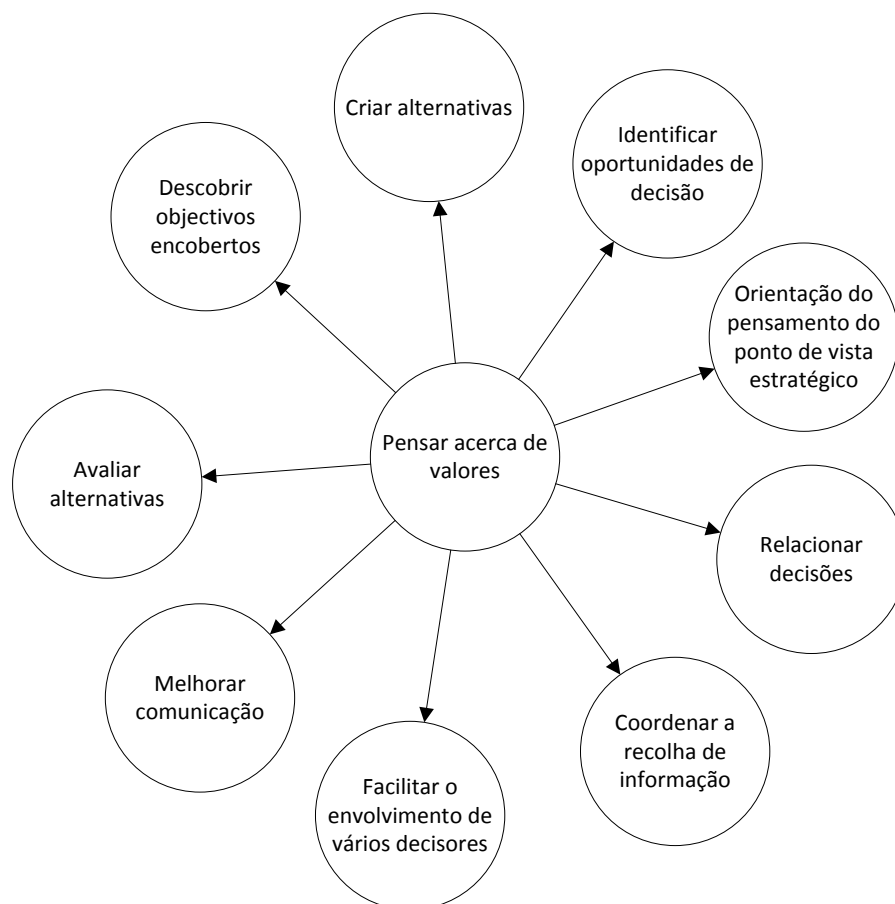 Criar alternativas
Identificar
oportunidades de
decisão
Descobrir
objectivos
encobertos
Orientação do
pensamento do
ponto de vista
estratégico
Pensar acerca de
valores
Avaliar
alternativas
Relacionar
decisões
Melhorar
comunicação
Coordenar a
recolha de
informação
Facilitar o
envolvimento de
vários decisores